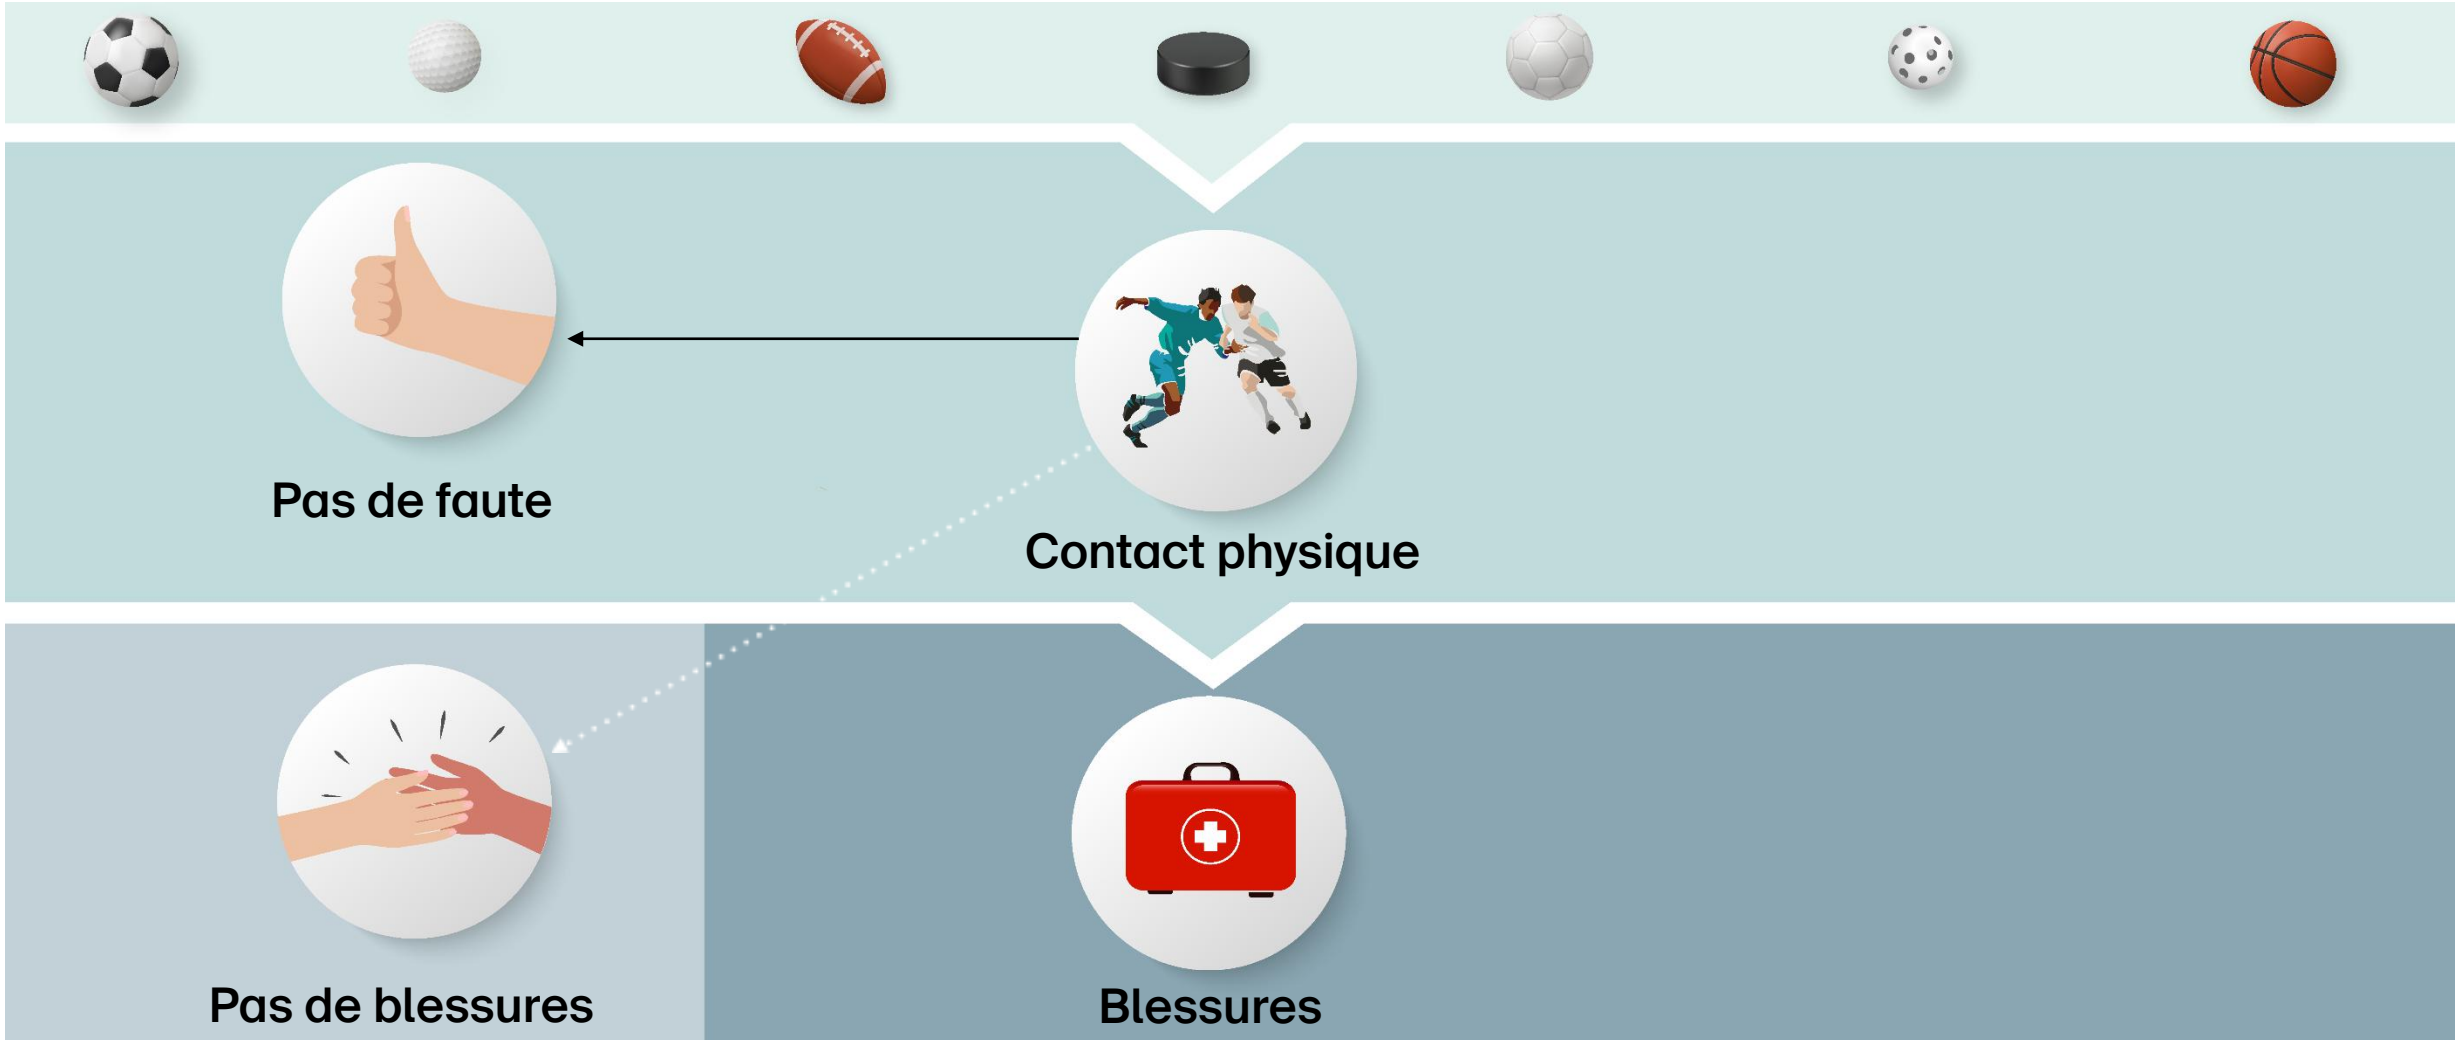 Pas de faute
Contact physique
Pas de blessures
Blessures